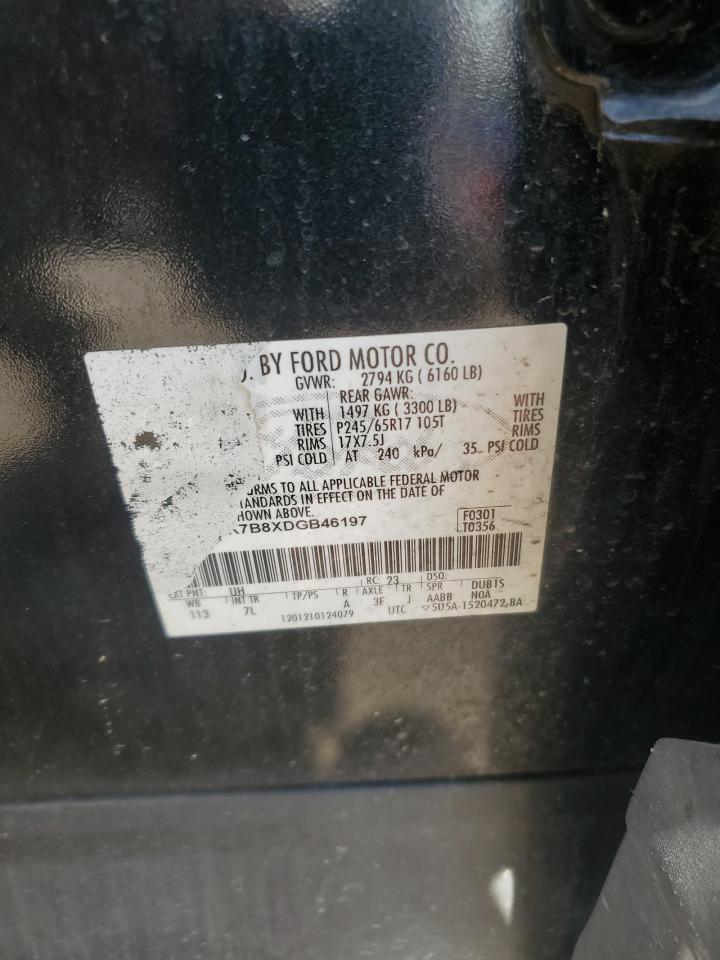 BY FORD MOTOR CO.
GVWR: 2794 KG ( 6160 LB)
REAR GAWR:
WITH 1497 KG ( 3300 LB) WITH
TIRES P245/65R17 105T TIRES
RIMS 17X7.5J RIMS
PSI COLD AT 240 kPa/ 35 PSI COLD
ORMS TO ALL APPLICABLE FEDERAL MOTOR
TANDARDS IN EFFECT ON THE DATE OF
HOWN ABOVE.
7B8XDGB46197
F0301
T0356
EXT PNT: UH RC: 23 DSO:
WB INT TR TP/PS R AXLE TR SPR DUBTS
113 7L A 3F J AABB NOA
1201210124079 UTC ▽5U5A-1520472-BA